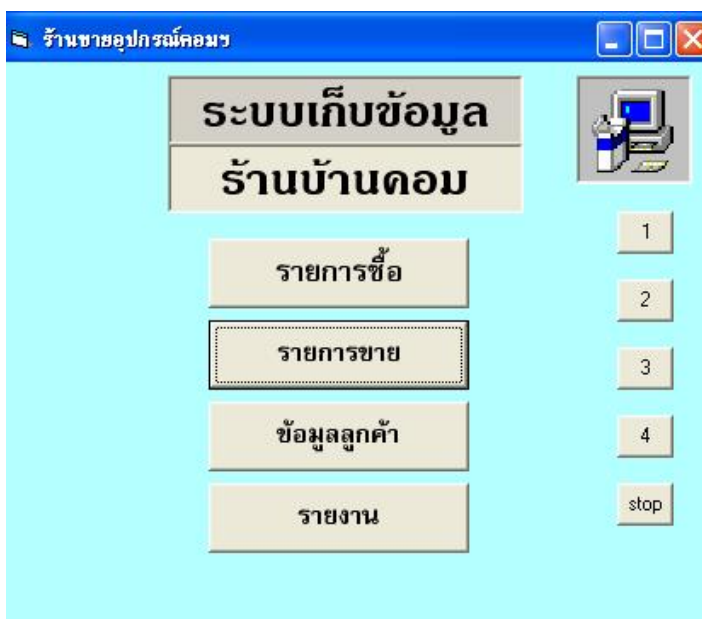 ร้านขายอุปกรณ์คอมฯ
ระบบเก็บข้อมูล
ร้านบ้านคอม
รายการซื้อ
รายการขาย
ข้อมูลลูกค้า
รายงาน
1
2
3
4
stop